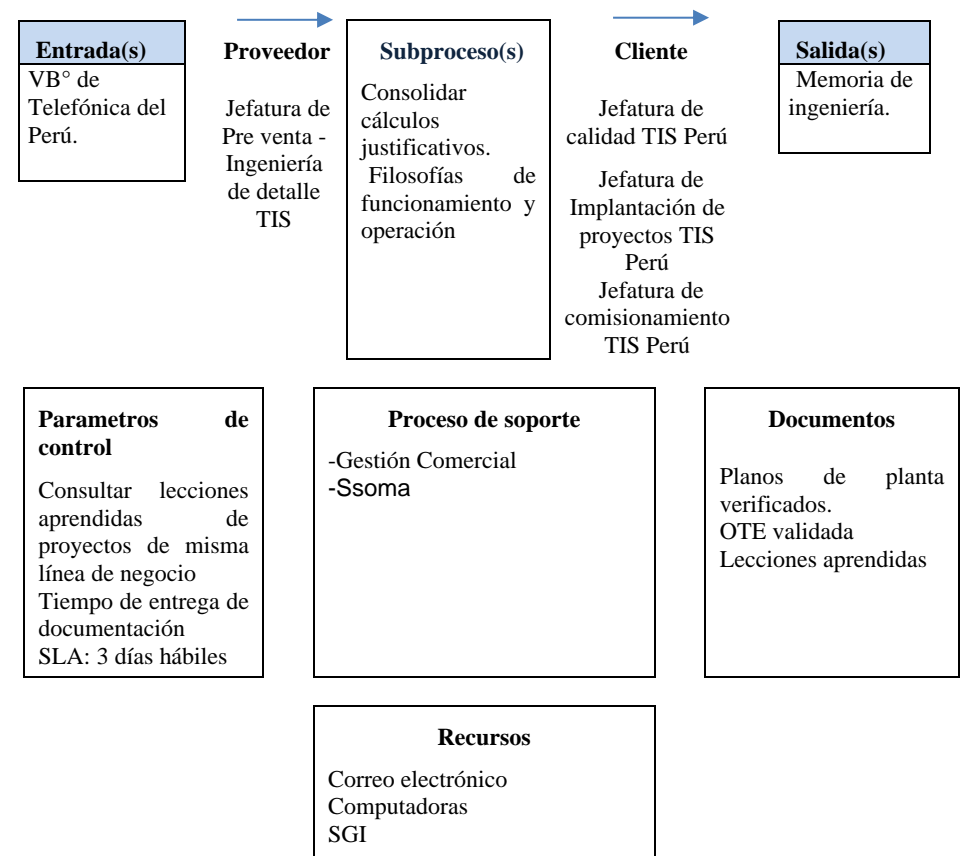 Entrada(s)
VB° de
Telefónica del
Perú.
Proveedor
Jefatura de
Pre venta -
Ingeniería
de detalle
TIS
Subproceso(s)
Consolidar
cálculos
justificativos.
Filosofías de
funcionamiento y
operación
Cliente
Jefatura de
calidad TIS Perú
Jefatura de
Implantación de
proyectos TIS
Perú
Jefatura de
comisionamiento
TIS Perú
Salida(s)
Memoria de
ingeniería.
Parametros de
control
Consultar lecciones
aprendidas de
proyectos de misma
línea de negocio
Tiempo de entrega de
documentación
SLA: 3 días hábiles
Proceso de soporte
-Gestión Comercial
-Ssoma
Documentos
Planos de planta
verificados.
OTE validada
Lecciones aprendidas
Recursos
Correo electrónico
Computadoras
SGI